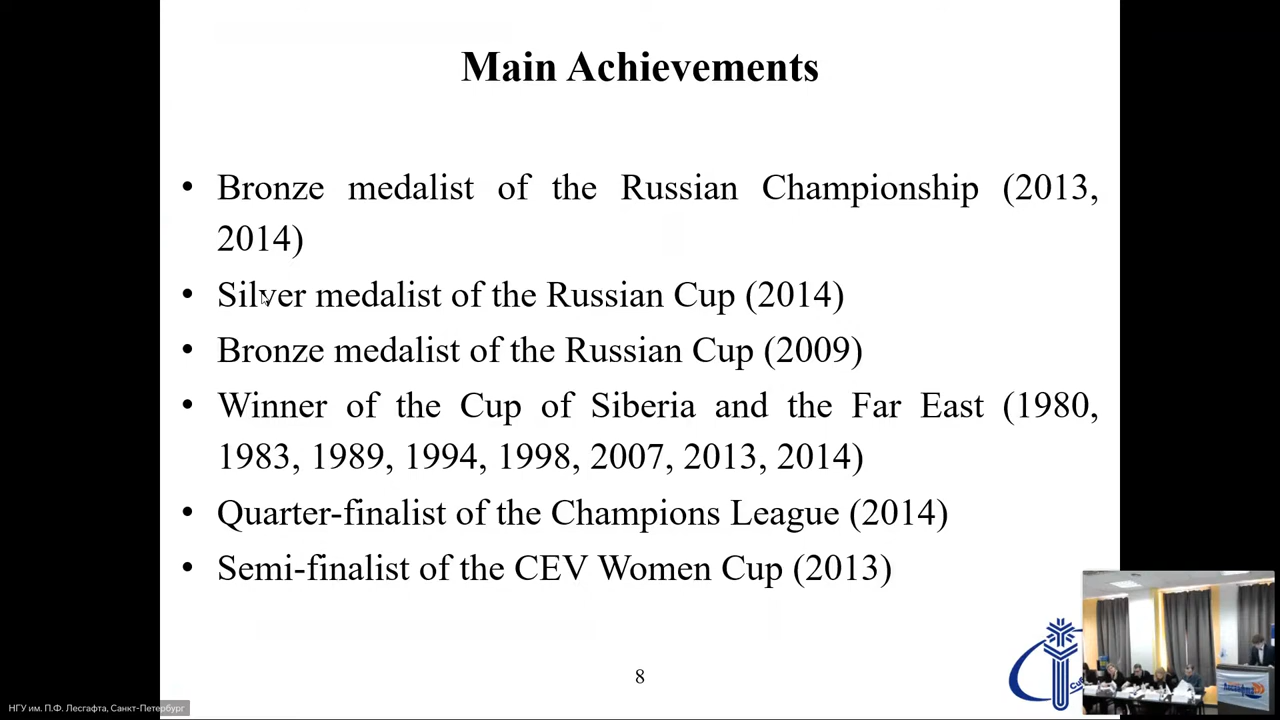 Main Achievements
• Bronze medalist of the Russian Championship (2013,
2014)
• Silver medalist of the Russian Cup (2014)
• Bronze medalist of the Russian Cup (2009)
• Winner of the Cup of Siberia and the Far East (1980,
1983, 1989, 1994, 1998, 2007, 2013, 2014)
• Quarter-finalist of the Champions League (2014)
• Semi-finalist of the CEV Women Cup (2013)
8
НГУ им. П.Ф. Лесгафта, Санкт-Петербург